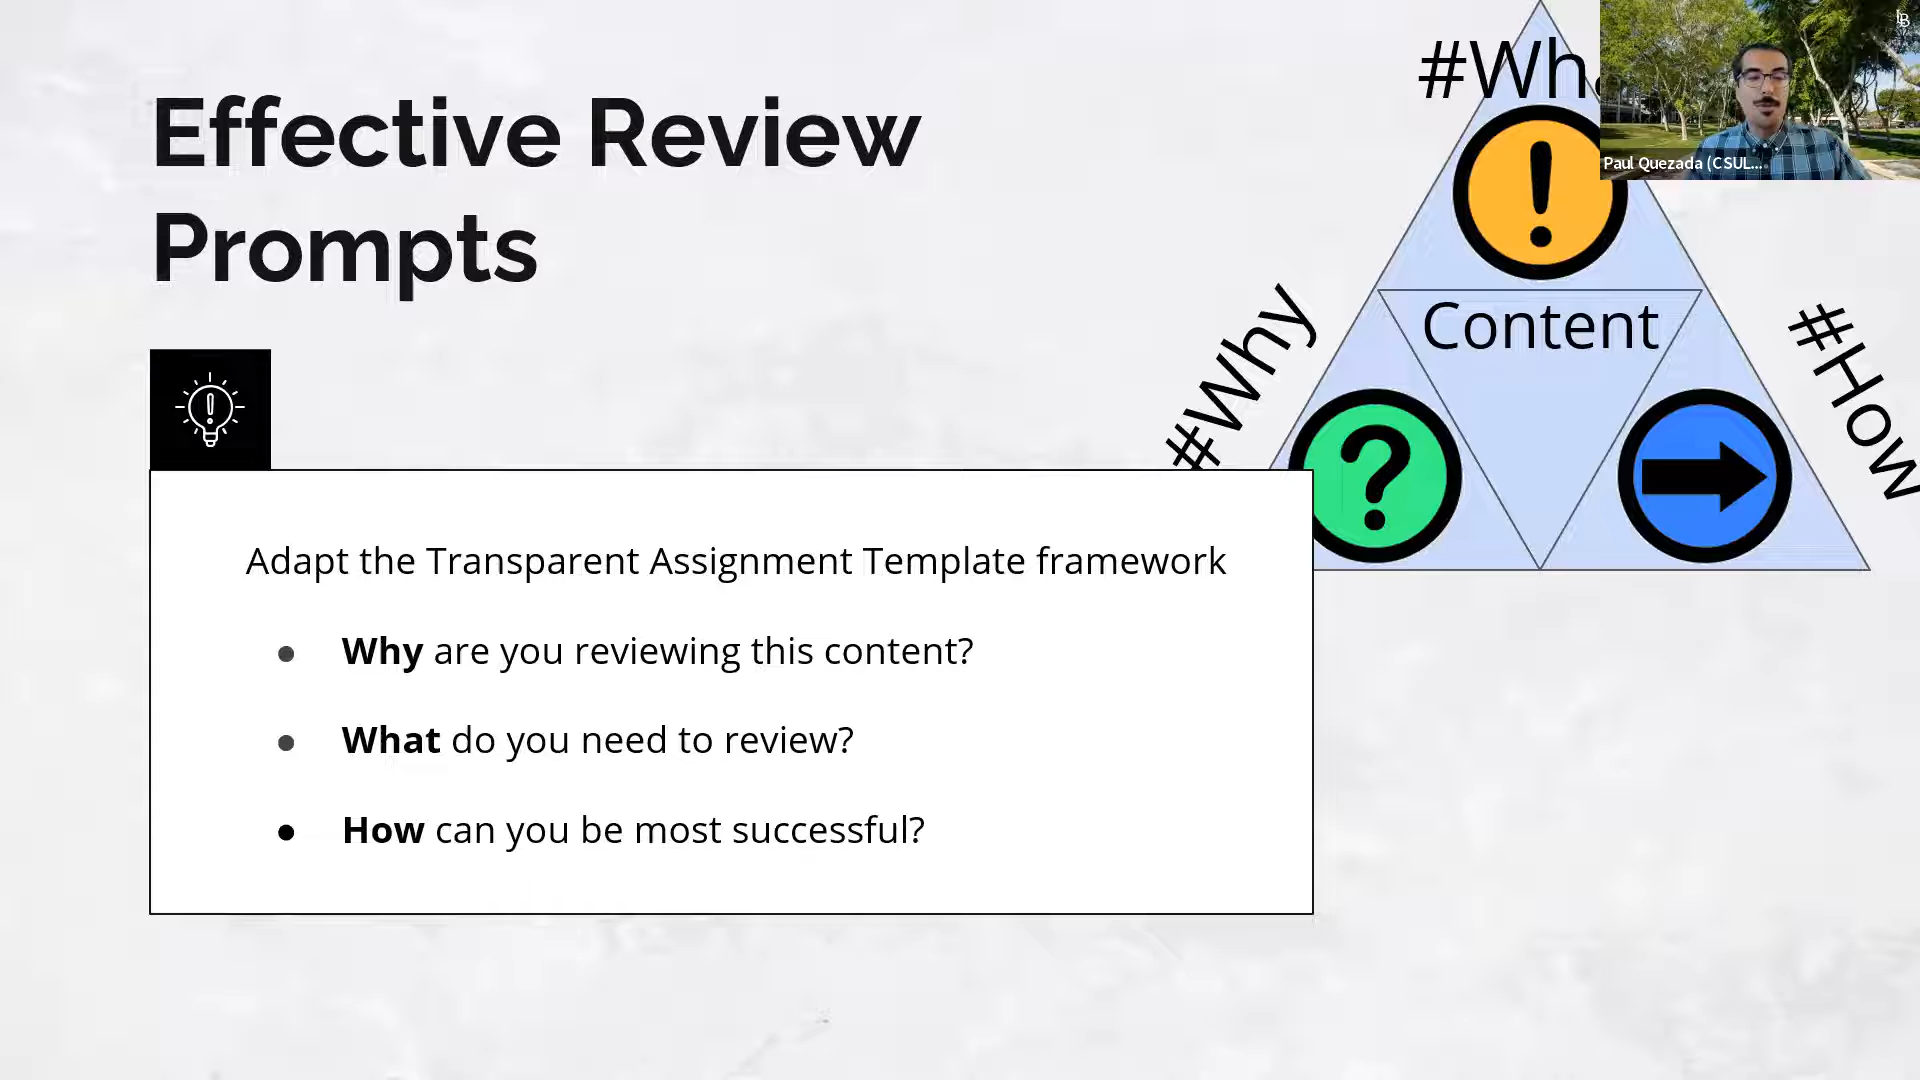 Effective Review
Prompts
#Wha
Paul Quezada (CSUL...
Content
#Why
#How
Adapt the Transparent Assignment Template framework
● Why are you reviewing this content?
● What do you need to review?
● How can you be most successful?